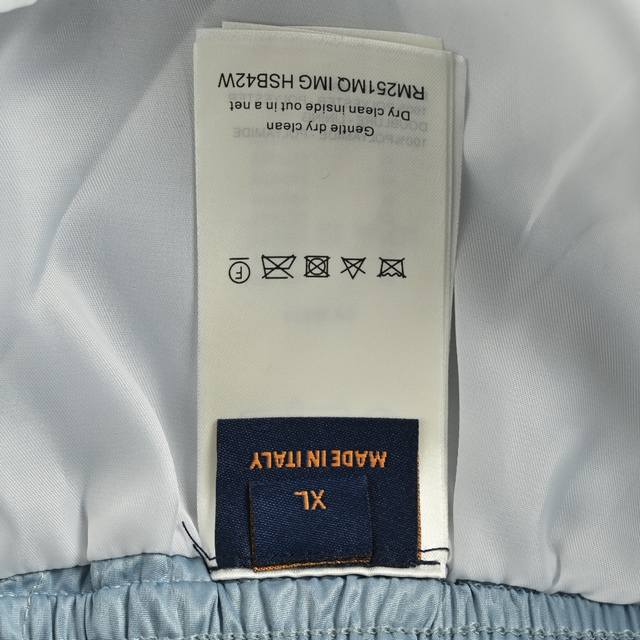 XL
MADE IN ITALY
F
Gentle dry clean
Dry clean inside out in a net
RM251MQ IMG HSB42W